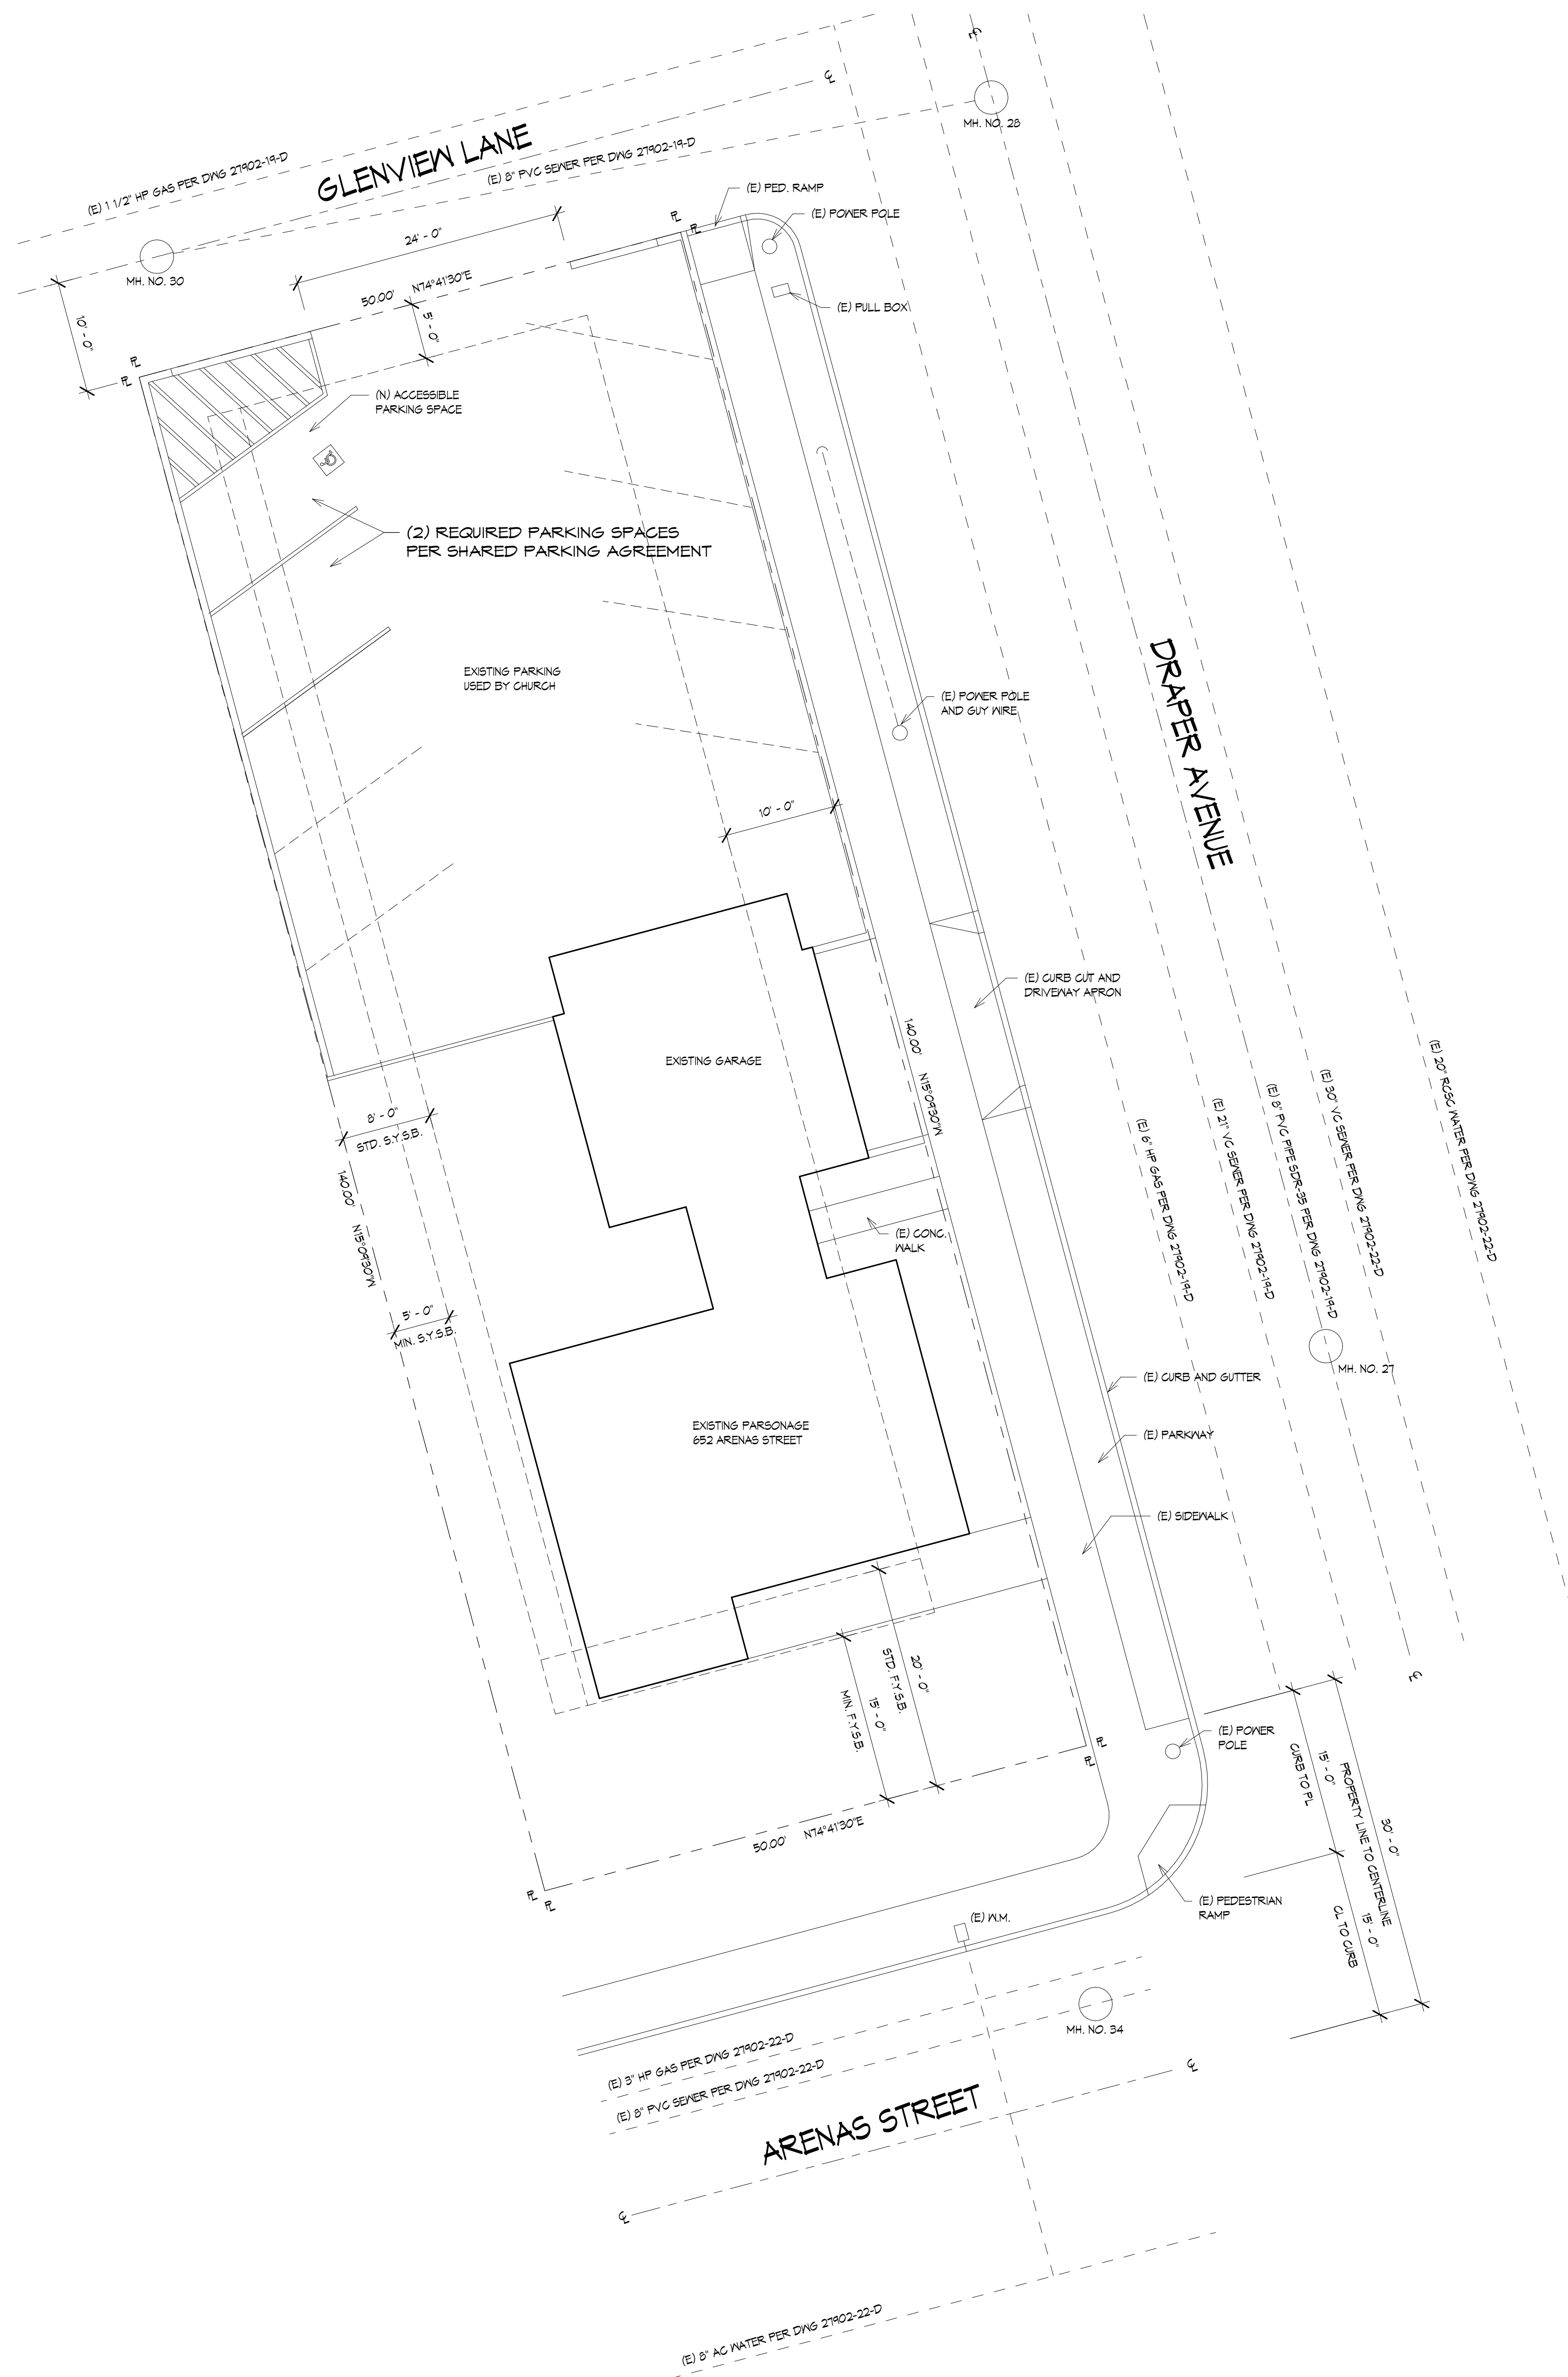 ℄
MH. NO. 28
℄
(E) 1 1/2" HP GAS PER DWG 27902-19-D
GLENVIEW LANE
(E) 8" PVC SEWER PER DWG 27902-19-D
MH. NO. 30
24' - 0"
50.00' N74°41'30"E
10' - 0"
5' - 0"
PL
PL
PL
PL
(E) PED. RAMP
(E) POWER POLE
(E) PULL BOX
(N) ACCESSIBLE
PARKING SPACE
(2) REQUIRED PARKING SPACES
PER SHARED PARKING AGREEMENT
EXISTING PARKING
USED BY CHURCH
(E) POWER POLE
AND GUY WIRE
DRAPER AVENUE
10' - 0"
(E) CURB CUT AND
DRIVEWAY APRON
EXISTING GARAGE
140.00' N15°09'30"W
8' - 0"
STD. S.Y.S.B.
140.00' N15°09'30"W
5' - 0"
MIN. S.Y.S.B.
(E) CONC.
WALK
(E) 6" HP GAS PER DWG 27902-19-D
(E) 21" VC SEWER PER DWG 27902-19-D
(E) 8" PVC PIPE SDR-35 PER DWG 27902-19-D
(E) 30" VC SEWER PER DWG 27902-22-D
(E) 20" RCSC WATER PER DWG 27902-22-D
MH. NO. 27
(E) CURB AND GUTTER
(E) PARKWAY
EXISTING PARSONAGE
652 ARENAS STREET
(E) SIDEWALK
20' - 0"
STD. F.Y.S.B.
15' - 0"
MIN. F.Y.S.B.
℄
PL
PL
(E) POWER
POLE
15' - 0"
CURB TO PL
30' - 0"
PROPERTY LINE TO CENTERLINE
15' - 0"
CL TO CURB
50.00' N74°41'30"E
PL
PL
(E) PEDESTRIAN
RAMP
(E) W.M.
MH. NO. 34
(E) 3" HP GAS PER DWG 27902-22-D
(E) 8" PVC SEWER PER DWG 27902-22-D
℄
ARENAS STREET
℄
(E) 8" AC WATER PER DWG 27902-22-D